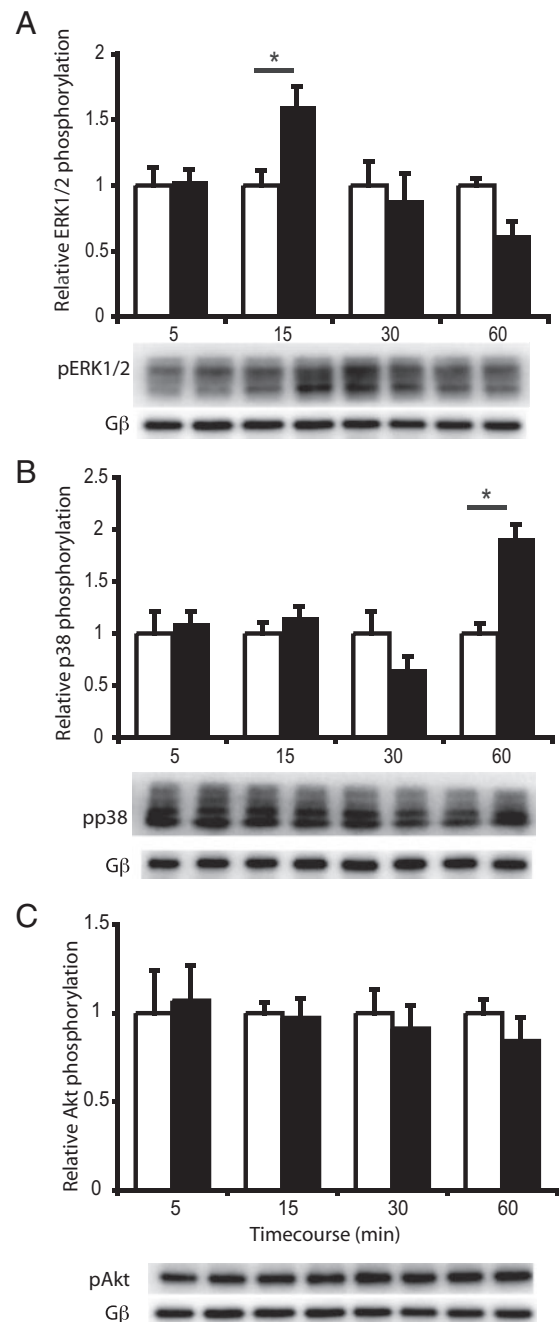 A
Relative ERK1/2 phosphorylation
2
1.5
1
0.5
0
*
5 15 30 60
pERK1/2
Gβ
B
Relative p38 phosphorylation
2.5
2
1.5
1
0.5
0
*
5 15 30 60
pp38
Gβ
C
Relative Akt phosphorylation
1.5
1
0.5
0
5 15 30 60
Timecourse (min)
pAkt
Gβ